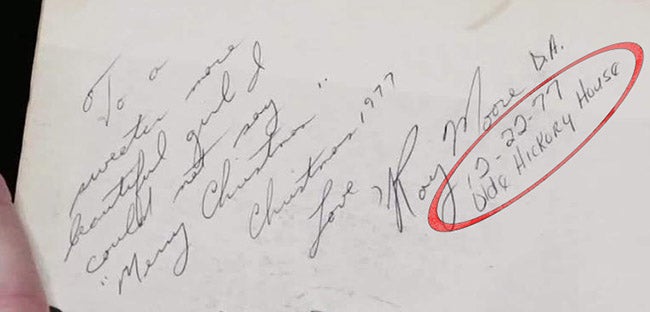 To a
sweeter more
beautiful girl I
could not say
"Merry Christmas"
Christmas 1977
Love,
Roy Moore D.A.
12-22-77
Olde Hickory House